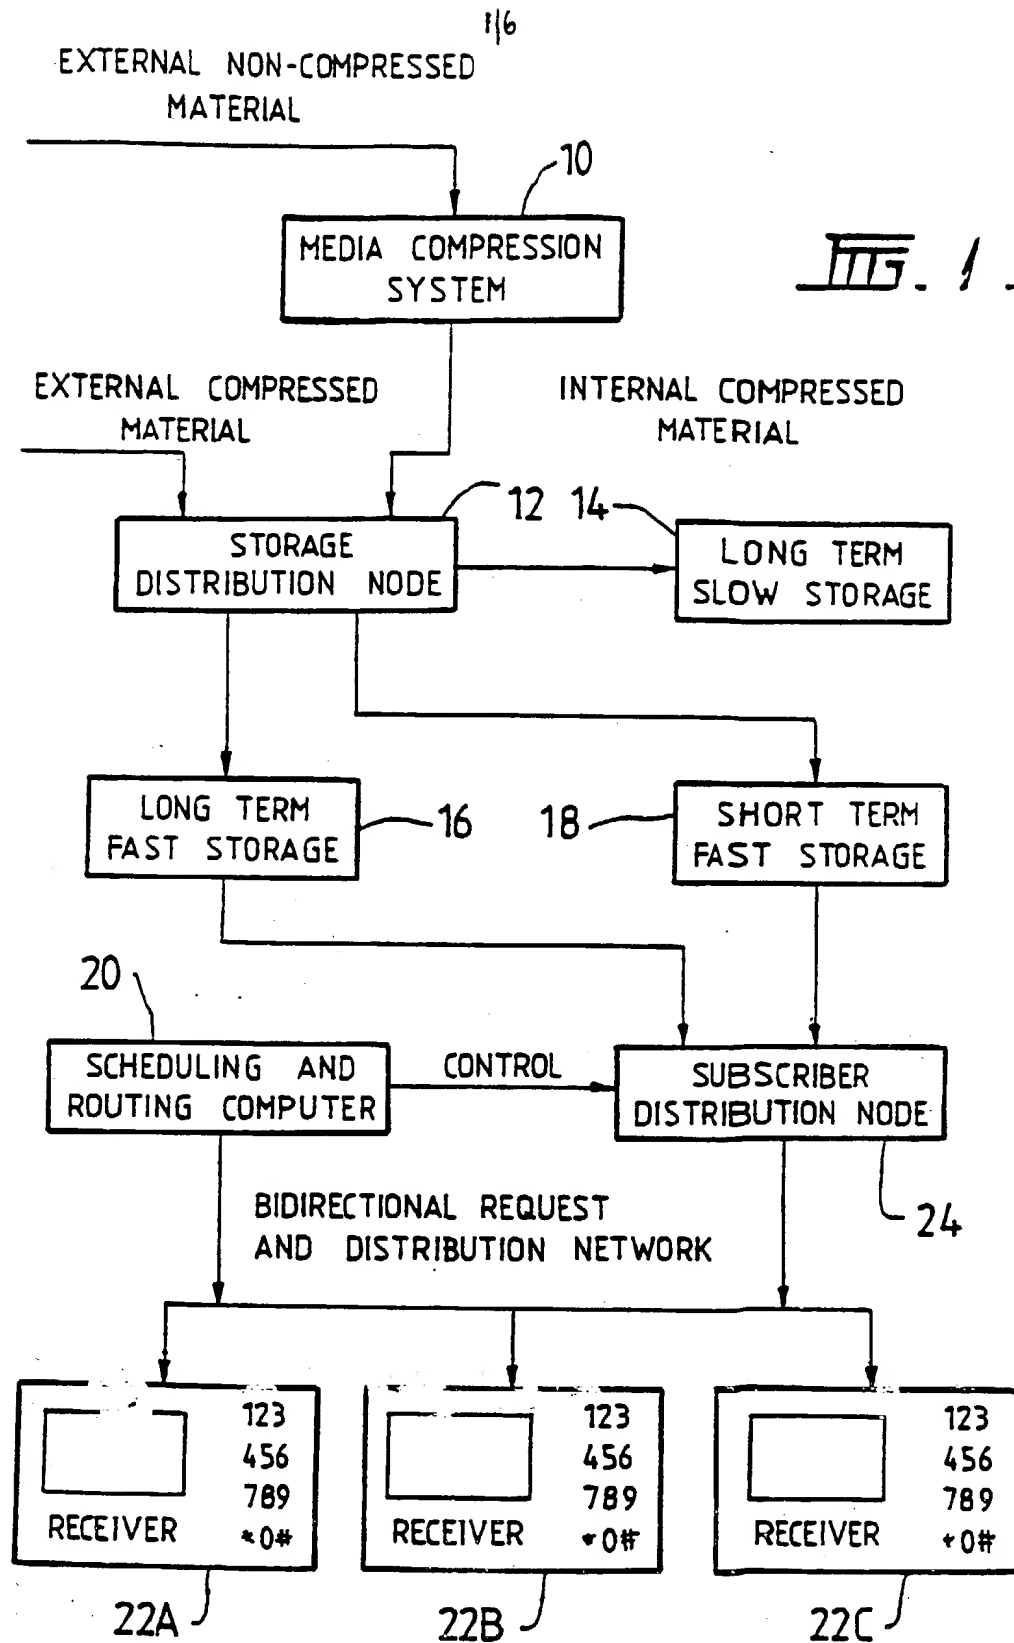 1/6
EXTERNAL NON-COMPRESSED
MATERIAL
10
MEDIA COMPRESSION
SYSTEM
FIG. 1.
EXTERNAL COMPRESSED
MATERIAL
INTERNAL COMPRESSED
MATERIAL
12
14
STORAGE
DISTRIBUTION NODE
LONG TERM
SLOW STORAGE
LONG TERM
FAST STORAGE
16
18
SHORT TERM
FAST STORAGE
20
SCHEDULING AND
ROUTING COMPUTER
CONTROL
SUBSCRIBER
DISTRIBUTION NODE
24
BIDIRECTIONAL REQUEST
AND DISTRIBUTION NETWORK
123
456
789
*0#
RECEIVER
22A
123
456
789
*0#
RECEIVER
22B
123
456
789
*0#
RECEIVER
22C